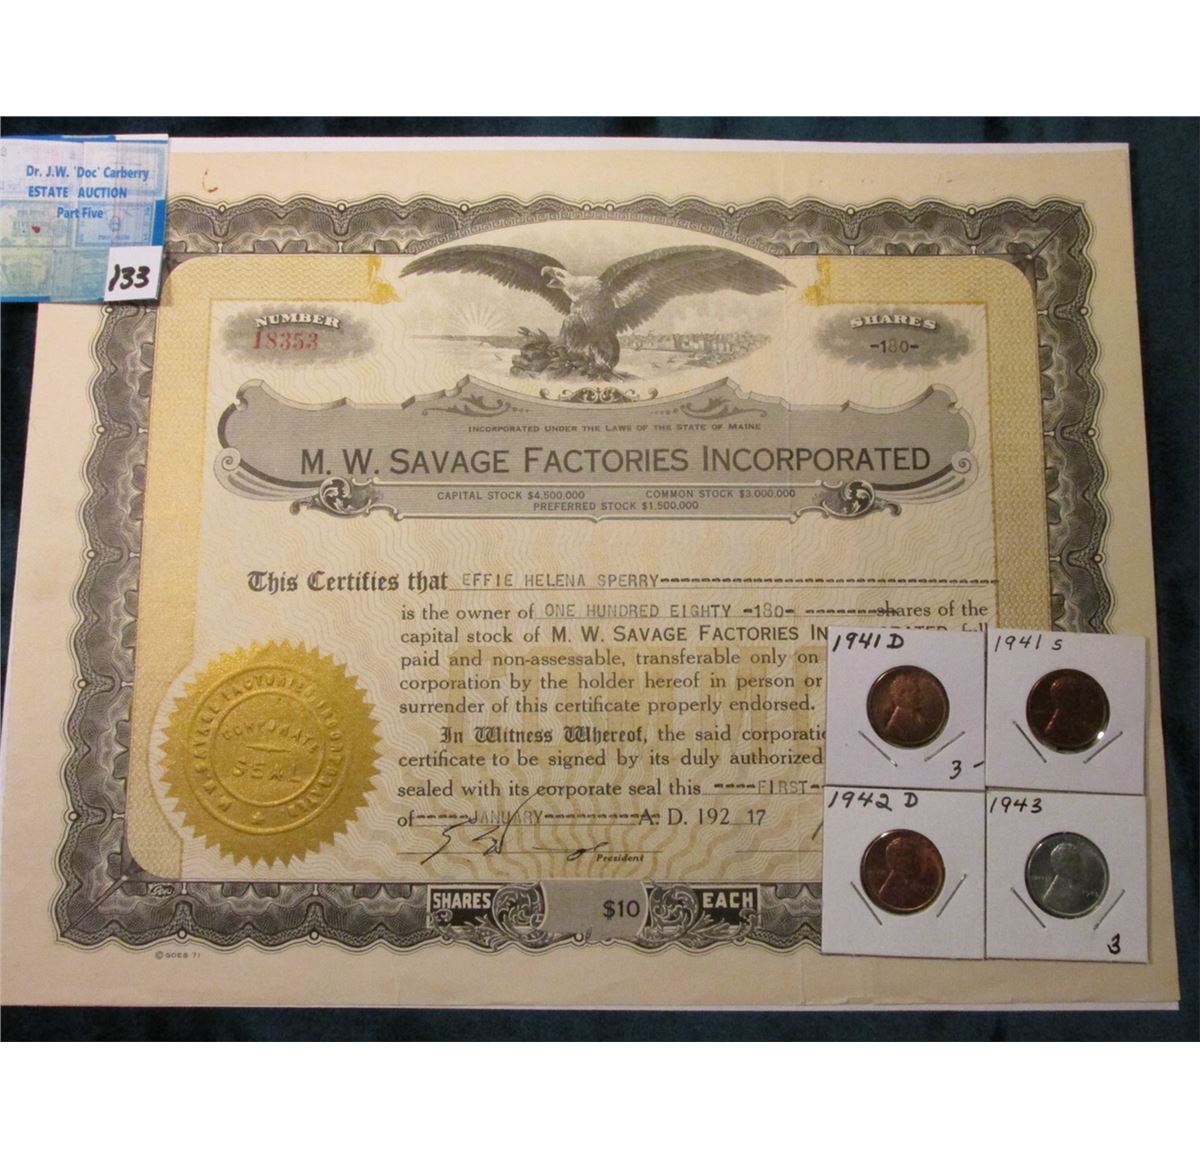 Dr. J.W. 'Doc' Carberry
ESTATE AUCTION
Part Five
133
NUMBER
18353
SHARES
-180-
INCORPORATED UNDER THE LAWS OF THE STATE OF MAINE
M. W. SAVAGE FACTORIES INCORPORATED
CAPITAL STOCK $4,500,000 COMMON STOCK $3,000,000
PREFERRED STOCK $1,500,000
This Certifies that EFFIE HELENA SPERRY
is the owner of ONE HUNDRED EIGHTY -180- shares of the
capital stock of M. W. SAVAGE FACTORIES
paid and non-assessable, transferable only on
corporation by the holder hereof in person or
surrender of this certificate properly endorsed.
In Witness Whereof, the said
certificate to be signed by its duly authorized
sealed with its corporate seal this FIRST
of JANUARY A. D. 192 17
President
M. W. SAVAGE FACTORIES INCORPORATED
CORPORATE
SEAL
SHARES $10 EACH
© GOES 71
1941 D
3-
1941 S
1942 D
1943
3